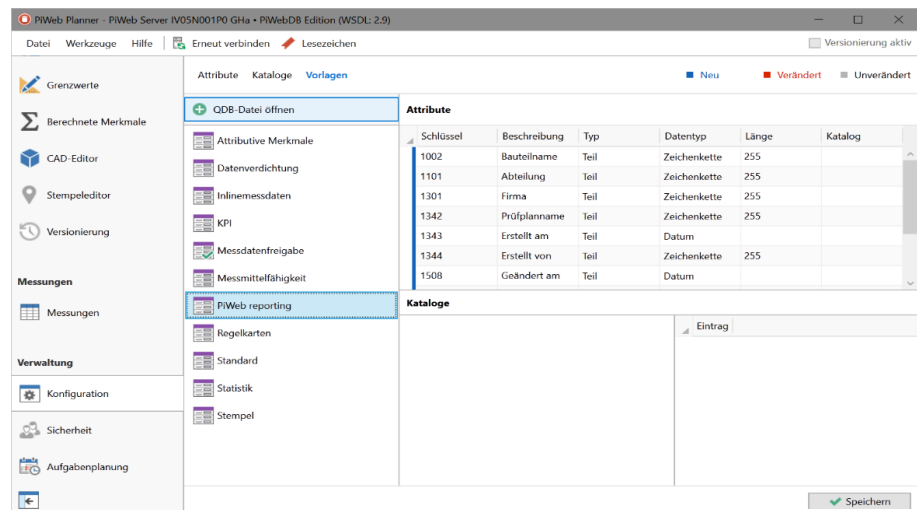 PiWeb Planner - PiWeb Server IV05N001P0 GHa • PiWebDB Edition (WSDL: 2.9)
Datei Werkzeuge Hilfe Erneut verbinden Lesezeichen Versionierung aktiv
Grenzwerte
Berechnete Merkmale
CAD-Editor
Stempeleditor
Versionierung
Messungen
Messungen
Verwaltung
Konfiguration
Sicherheit
Aufgabenplanung
Attribute Kataloge Vorlagen
Neu Verändert Unverändert
QDB-Datei öffnen
Attributive Merkmale
Datenverdichtung
Inlinemessdaten
KPI
Messdatenfreigabe
Messmittelfähigkeit
PiWeb reporting
Regelkarten
Standard
Statistik
Stempel
Attribute
Schlüssel Beschreibung Typ Datentyp Länge Katalog
1002 Bauteilname Teil Zeichenkette 255
1101 Abteilung Teil Zeichenkette 255
1301 Firma Teil Zeichenkette 255
1342 Prüfplanname Teil Zeichenkette 255
1343 Erstellt am Teil Datum
1344 Erstellt von Teil Zeichenkette 255
1508 Geändert am Teil Datum
Kataloge
Eintrag
Speichern